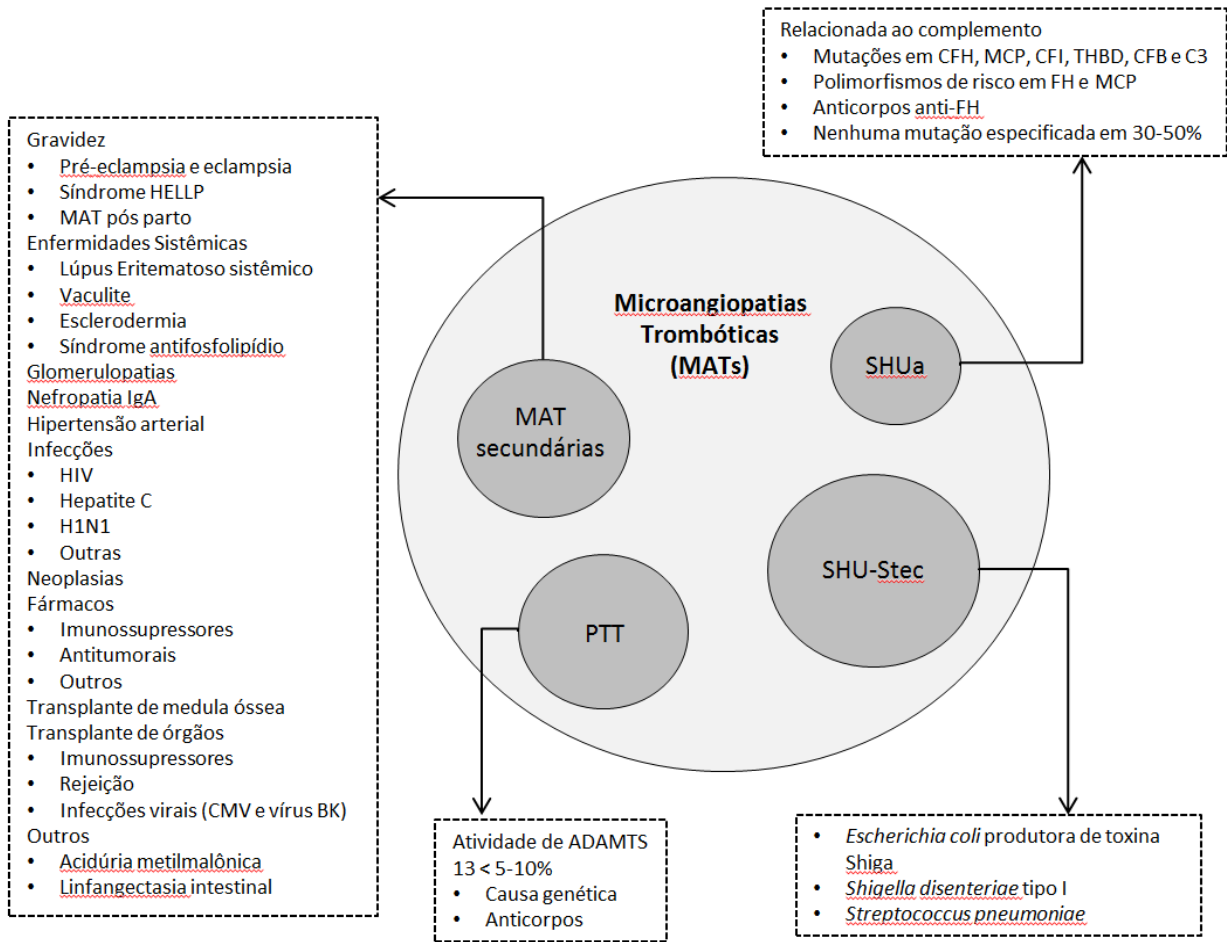 Relacionada ao complemento
• Mutações em CFH, MCP, CFI, THBD, CFB e C3
• Polimorfismos de risco em FH e MCP
• Anticorpos anti-FH
• Nenhuma mutação especificada em 30-50%
Gravidez
• Pré-eclampsia e eclampsia
• Síndrome HELLP
• MAT pós parto
Enfermidades Sistêmicas
• Lúpus Eritematoso sistêmico
• Vaculite
• Esclerodermia
• Síndrome antifosfolipídio
Glomerulopatias
Nefropatia IgA
Hipertensão arterial
Infecções
• HIV
• Hepatite C
• H1N1
• Outras
Neoplasias
Fármacos
• Imunossupressores
• Antitumorais
• Outros
Transplante de medula óssea
Transplante de órgãos
• Imunossupressores
• Rejeição
• Infecções virais (CMV e vírus BK)
Outros
• Acidúria metilmalônica
• Linfangectasia intestinal
Microangiopatias
Trombóticas
(MATs)
SHUa
MAT
secundárias
SHU-Stec
PTT
Atividade de ADAMTS
13 < 5-10%
• Causa genética
• Anticorpos
• Escherichia coli produtora de toxina
Shiga
• Shigella disenteriae tipo I
• Streptococcus pneumoniae